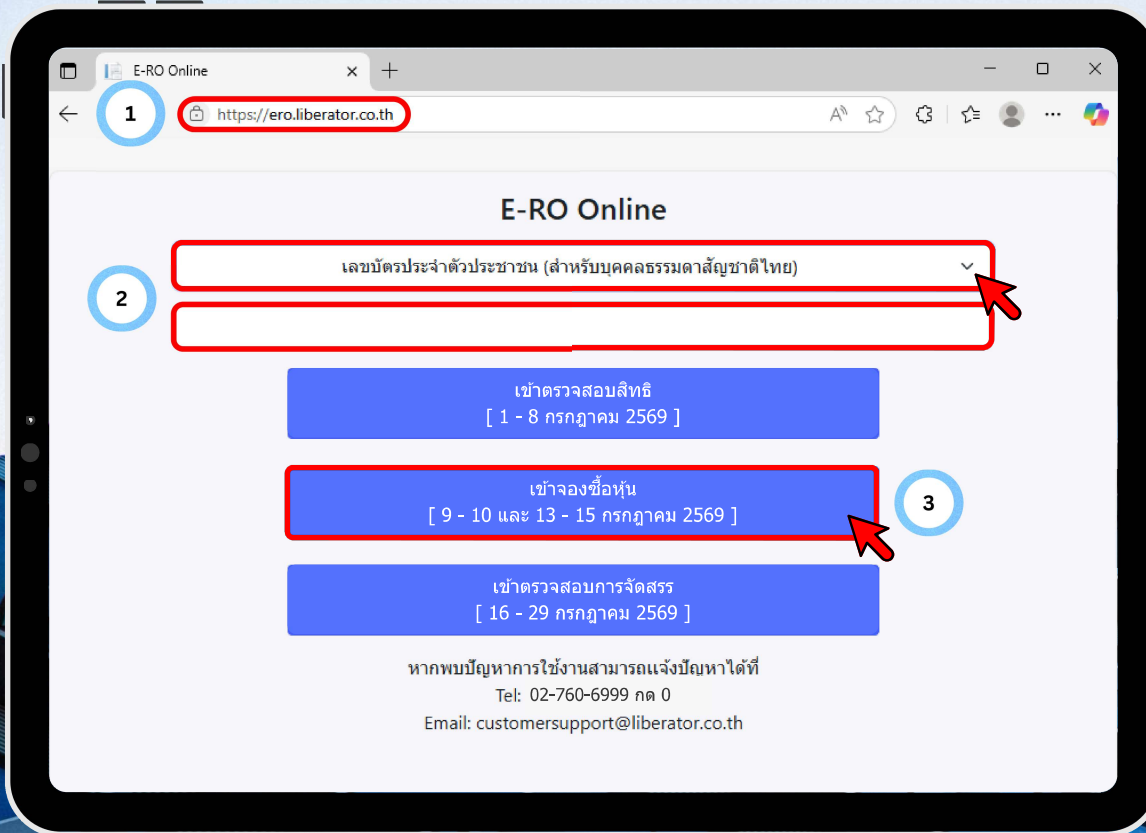 E-RO Online
1
https://ero.liberator.co.th
E-RO Online
เลขบัตรประจำตัวประชาชน (สำหรับบุคคลธรรมดาสัญชาติไทย)
2
เข้าตรวจสอบสิทธิ
[ 1 - 8 กรกฎาคม 2569 ]
เข้าจองซื้อหุ้น
[ 9 - 10 และ 13 - 15 กรกฎาคม 2569 ]
3
เข้าตรวจสอบการจัดสรร
[ 16 - 29 กรกฎาคม 2569 ]
หากพบปัญหาการใช้งานสามารถแจ้งปัญหาได้ที่
Tel: 02-760-6999 กด 0
Email: customersupport@liberator.co.th